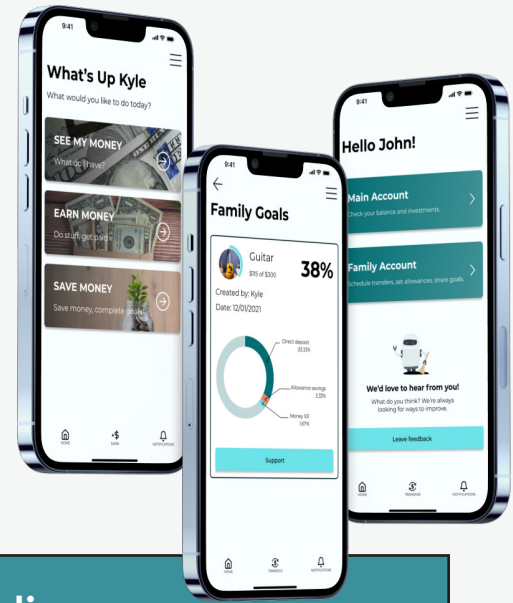 9:41
What's Up Kyle
What would you like to do today?
SEE MY MONEY
What do I have?
EARN MONEY
Do stuff, get paid
SAVE MONEY
Save money, complete goals
HOME
EARN
NOTIFICATIONS
9:41
Family Goals
Guitar
$115 of $300
38%
Created by: Kyle
Date: 12/01/2021
Direct deposit
33.33%
Allowance savings
3.33%
Money 101
1.67%
Support
HOME
TRANSFER
NOTIFICATIONS
9:41
Hello John!
Main Account
Check your balance and investments.
Family Account
Schedule transfers, set allowances, share goals.
We'd love to hear from you!
What do you think? We're always
looking for ways to improve.
Leave feedback
HOME
TRANSFER
NOTIFICATIONS